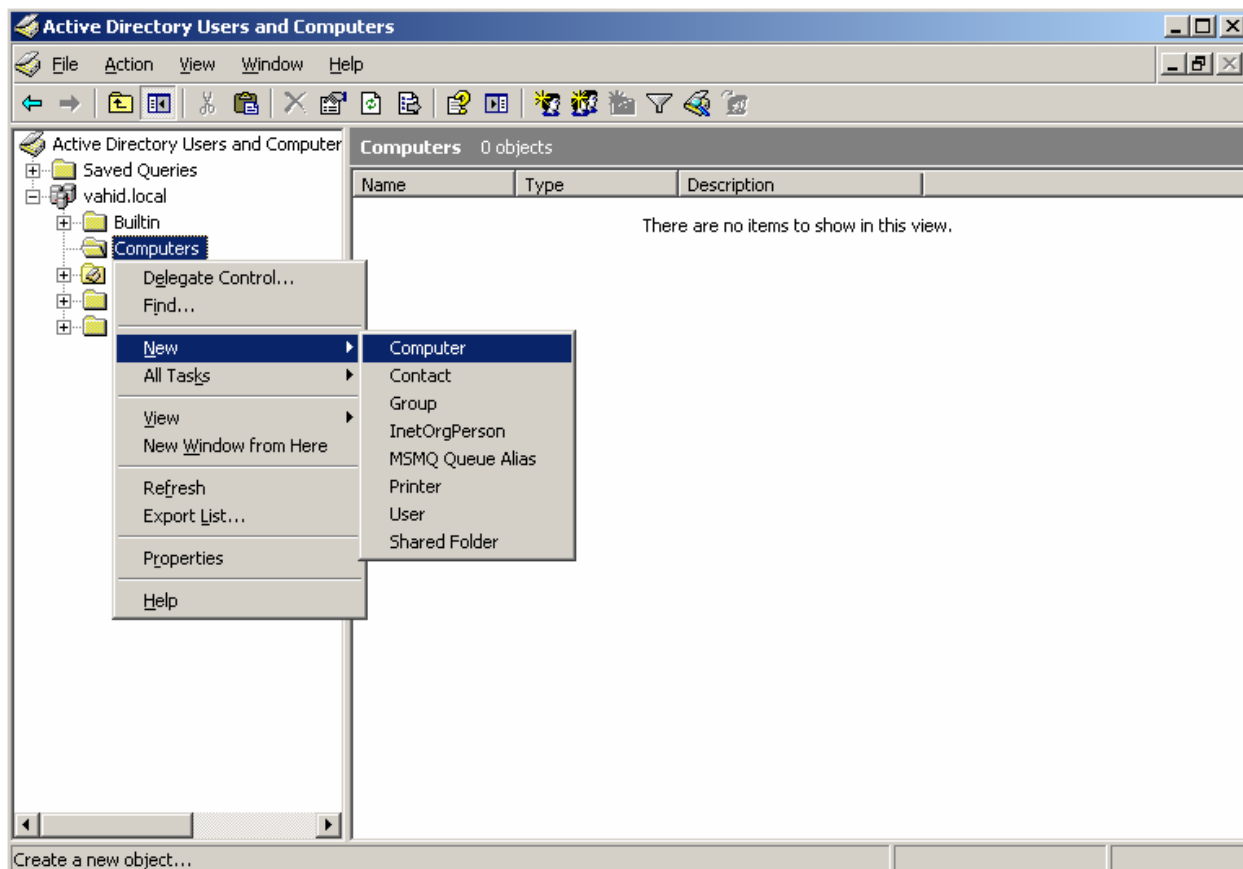 Active Directory Users and Computers
File Action View Window Help
Active Directory Users and Computer
Saved Queries
vahid.local
Builtin
Computers
Computers 0 objects
Name Type Description
There are no items to show in this view.
Delegate Control...
Find...
New
All Tasks
View
New Window from Here
Refresh
Export List...
Properties
Help
Computer
Contact
Group
InetOrgPerson
MSMQ Queue Alias
Printer
User
Shared Folder
Create a new object...